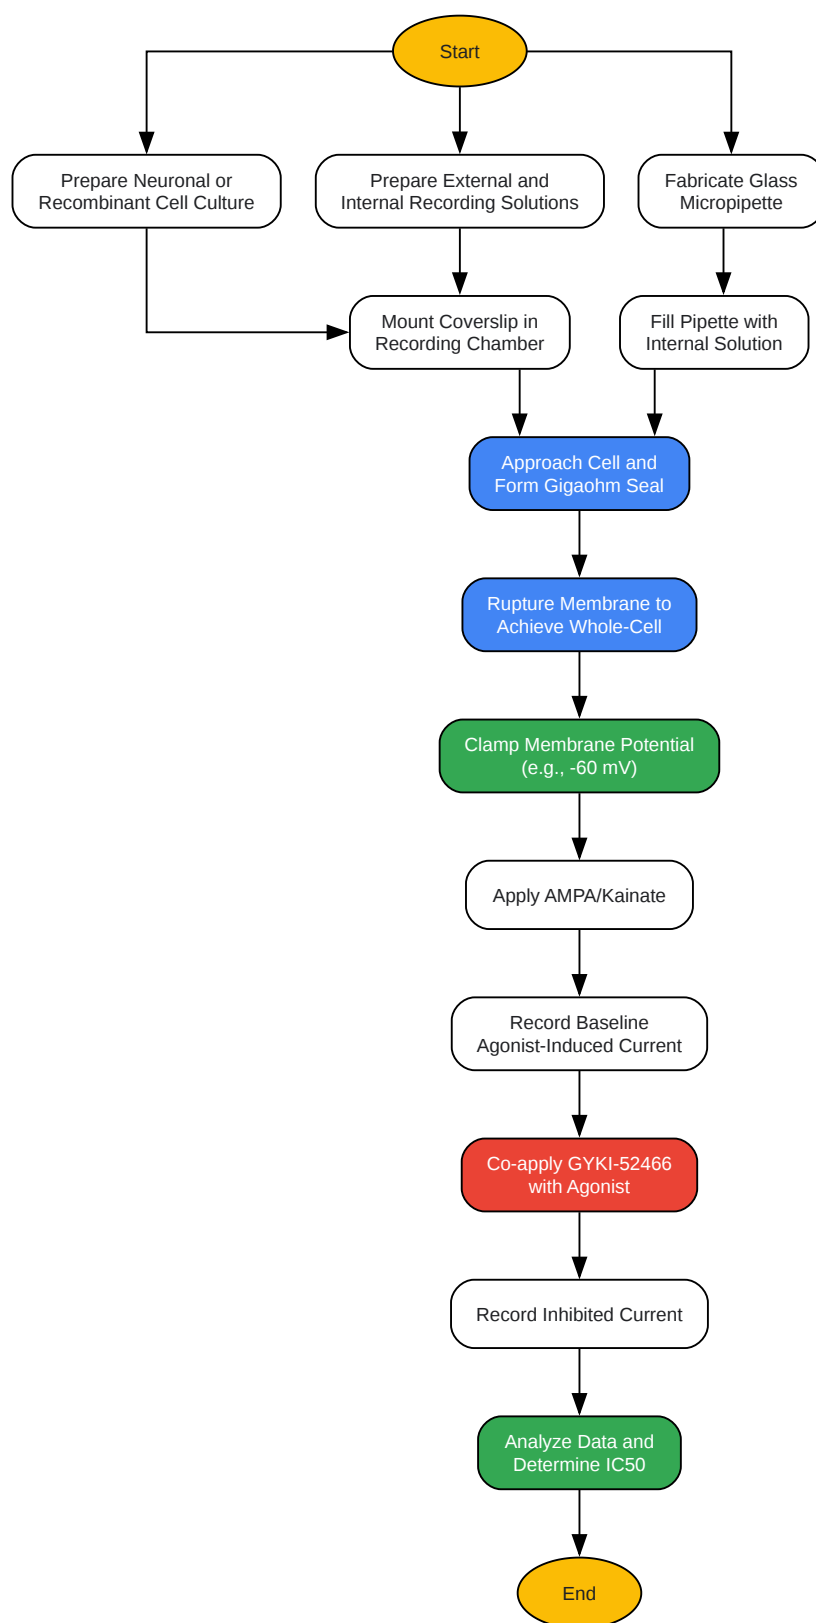 Start
Prepare Neuronal or
Recombinant Cell Culture
Prepare External and
Internal Recording Solutions
Fabricate Glass
Micropipette
Mount Coverslip in
Recording Chamber
Fill Pipette with
Internal Solution
Approach Cell and
Form Gigaohm Seal
Rupture Membrane to
Achieve Whole-Cell
Clamp Membrane Potential
(e.g., -60 mV)
Apply AMPA/Kainate
Record Baseline
Agonist-Induced Current
Co-apply GYKI-52466
with Agonist
Record Inhibited Current
Analyze Data and
Determine IC50
End